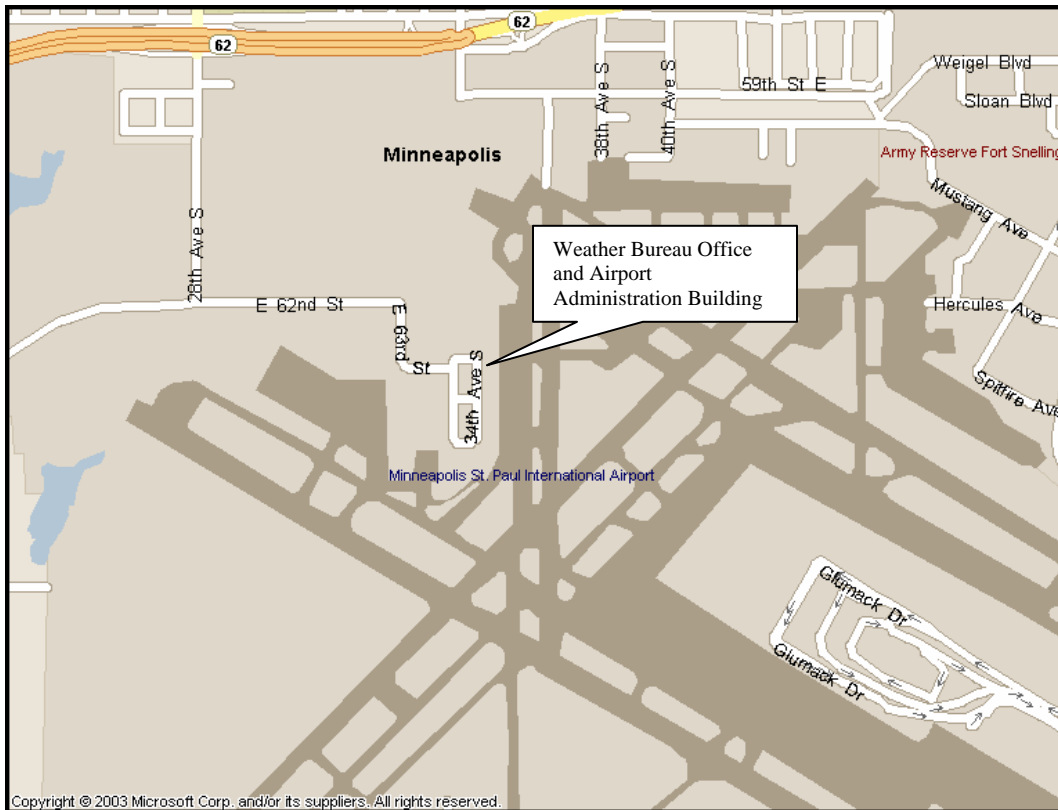 62
62
Weigel Blvd
59th St E
Sloan Blvd
38th Ave S
40th Ave S
Minneapolis
Army Reserve Fort Snelling
Mustang Ave
28th Ave S
Weather Bureau Office
and Airport
Administration Building
E 62nd St
E 63rd
St
Hercules Ave
34th Ave S
Spitfire Ave
Minneapolis St. Paul International Airport
Glumack Dr
Glumack Dr
Copyright © 2003 Microsoft Corp. and/or its suppliers. All rights reserved.